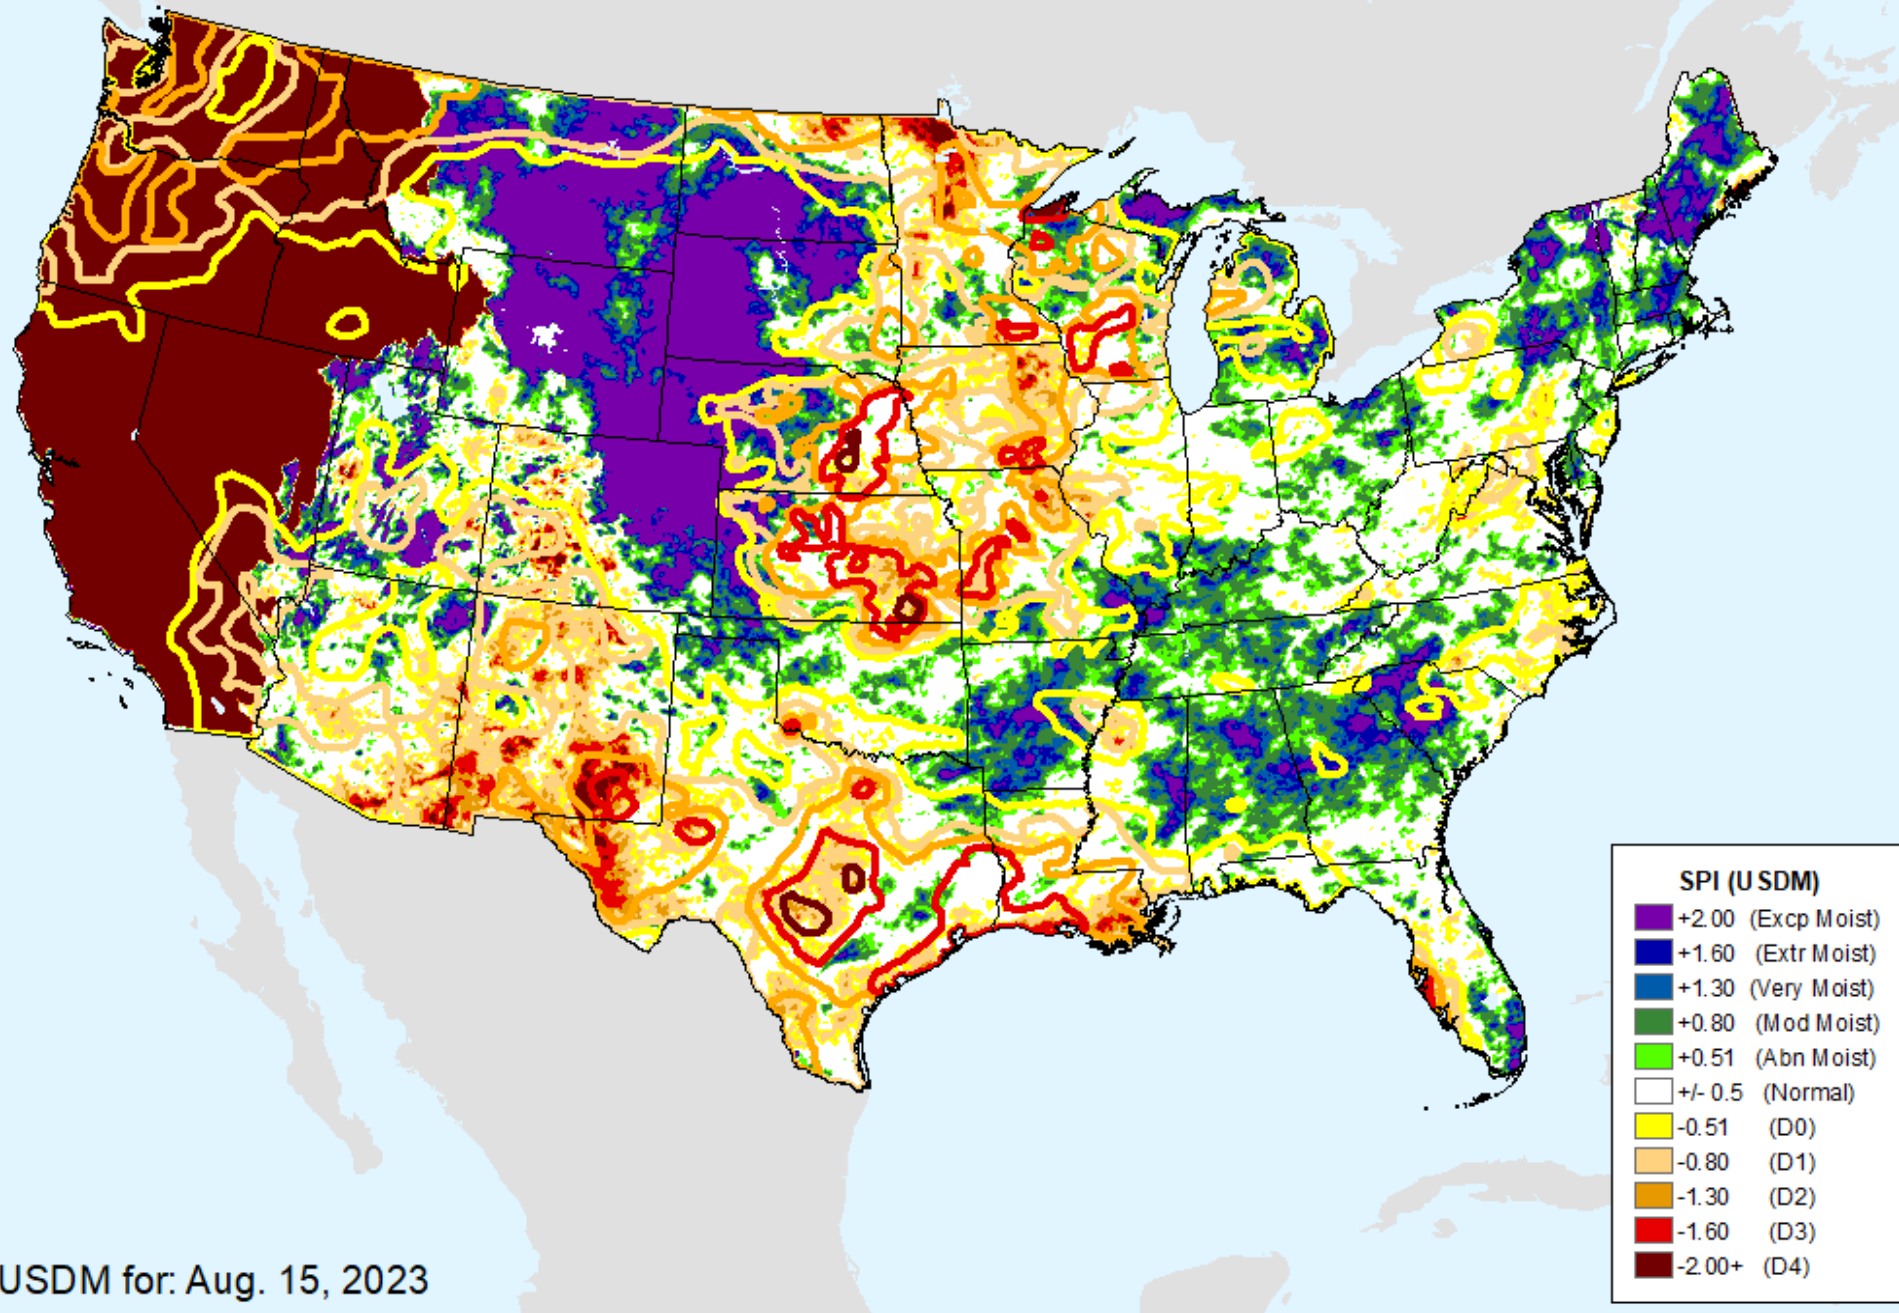 SPI (USDM)
+2.00 (Excp Moist)
+1.60 (Extr Moist)
+1.30 (Very Moist)
+0.80 (Mod Moist)
+0.51 (Abn Moist)
+/- 0.5 (Normal)
-0.51 (D0)
-0.80 (D1)
-1.30 (D2)
-1.60 (D3)
-2.00+ (D4)
USDM for: Aug. 15, 2023